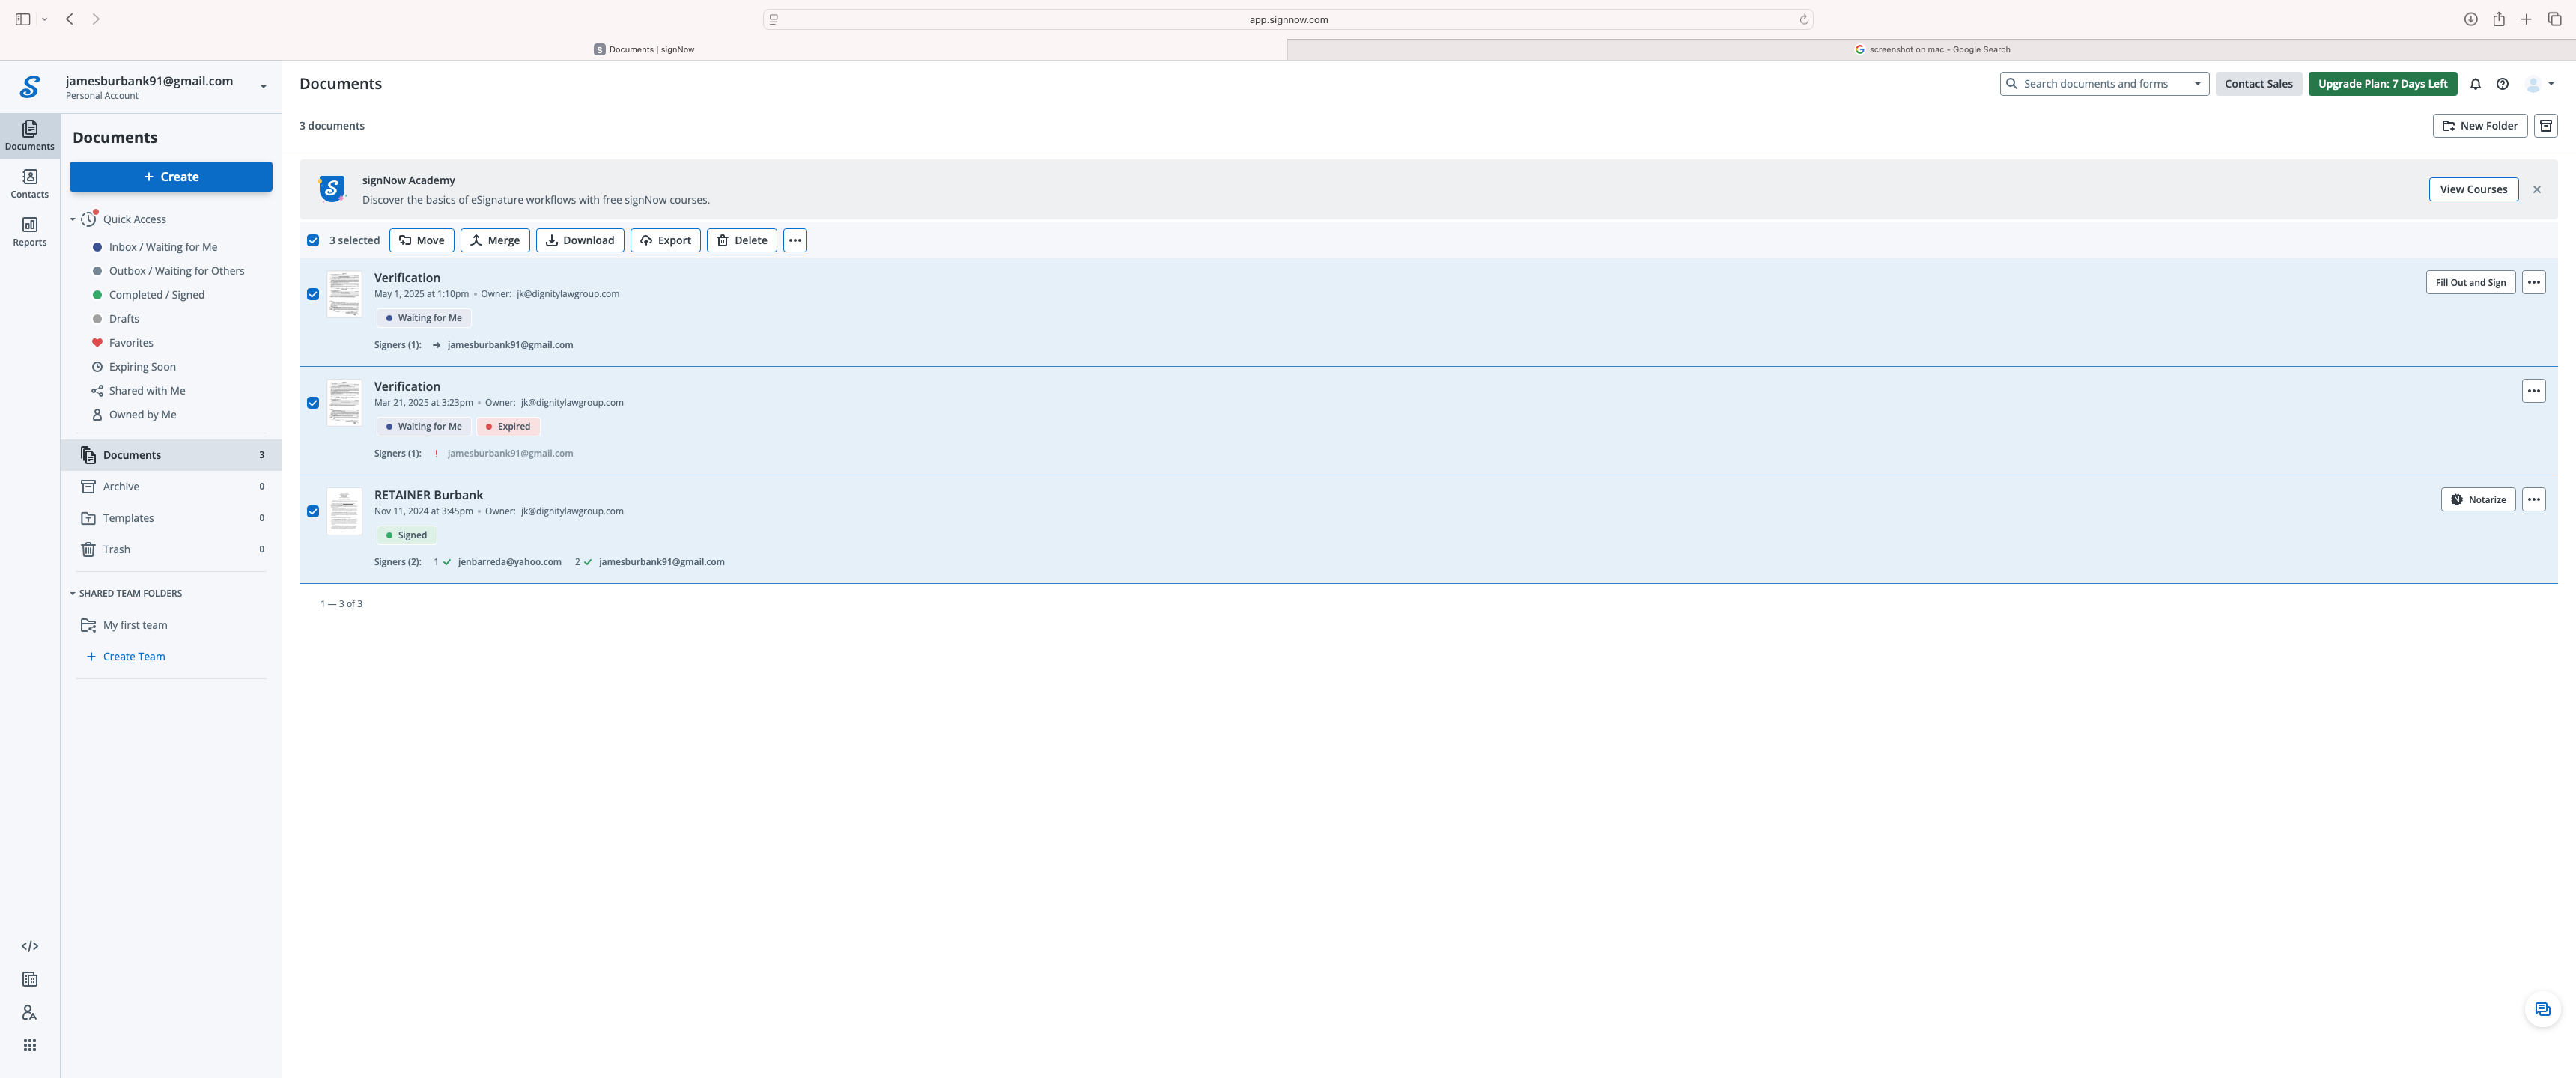 app.signnow.com
Documents | signNow
screenshot on mac - Google Search
jamesburbank91@gmail.com
Personal Account
Documents
Search documents and forms
Contact Sales
Upgrade Plan: 7 Days Left
Documents
Contacts
Reports
Documents
Create
Quick Access
Inbox / Waiting for Me
Outbox / Waiting for Others
Completed / Signed
Drafts
Favorites
Expiring Soon
Shared with Me
Owned by Me
Documents 3
Archive 0
Templates 0
Trash 0
SHARED TEAM FOLDERS
My first team
Create Team
3 documents
New Folder
signNow Academy
Discover the basics of eSignature workflows with free signNow courses.
View Courses
3 selected Move Merge Download Export Delete
Verification
May 1, 2025 at 1:10pm • Owner: jk@dignitylawgroup.com
Waiting for Me
Signers (1): → jamesburbank91@gmail.com
Fill Out and Sign
Verification
Mar 21, 2025 at 3:23pm • Owner: jk@dignitylawgroup.com
Waiting for Me Expired
Signers (1): ! jamesburbank91@gmail.com
RETAINER Burbank
Nov 11, 2024 at 3:45pm • Owner: jk@dignitylawgroup.com
Signed
Signers (2): 1 ✓ jenbarreda@yahoo.com 2 ✓ jamesburbank91@gmail.com
Notarize
1 — 3 of 3